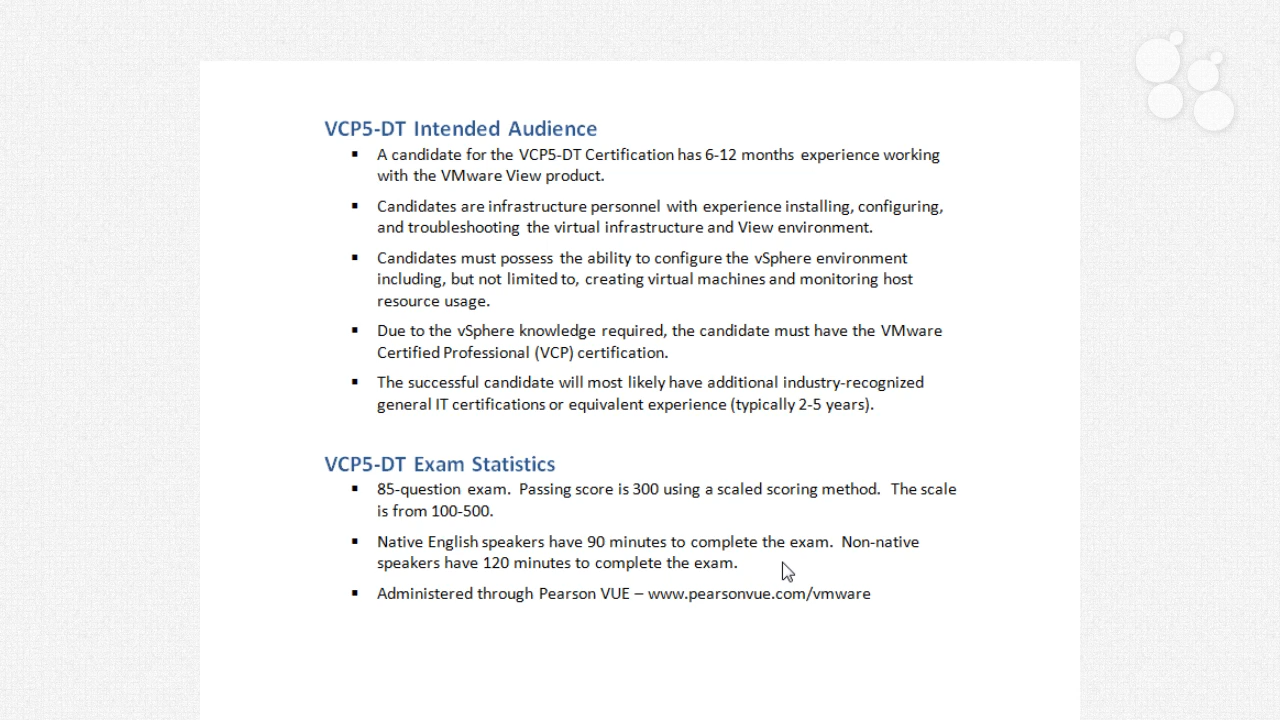 VCP5-DT Intended Audience
▪ A candidate for the VCP5-DT Certification has 6-12 months experience working
with the VMware View product.
▪ Candidates are infrastructure personnel with experience installing, configuring,
and troubleshooting the virtual infrastructure and View environment.
▪ Candidates must possess the ability to configure the vSphere environment
including, but not limited to, creating virtual machines and monitoring host
resource usage.
▪ Due to the vSphere knowledge required, the candidate must have the VMware
Certified Professional (VCP) certification.
▪ The successful candidate will most likely have additional industry-recognized
general IT certifications or equivalent experience (typically 2-5 years).
VCP5-DT Exam Statistics
▪ 85-question exam.  Passing score is 300 using a scaled scoring method.  The scale
is from 100-500.
▪ Native English speakers have 90 minutes to complete the exam.  Non-native
speakers have 120 minutes to complete the exam.
▪ Administered through Pearson VUE – www.pearsonvue.com/vmware